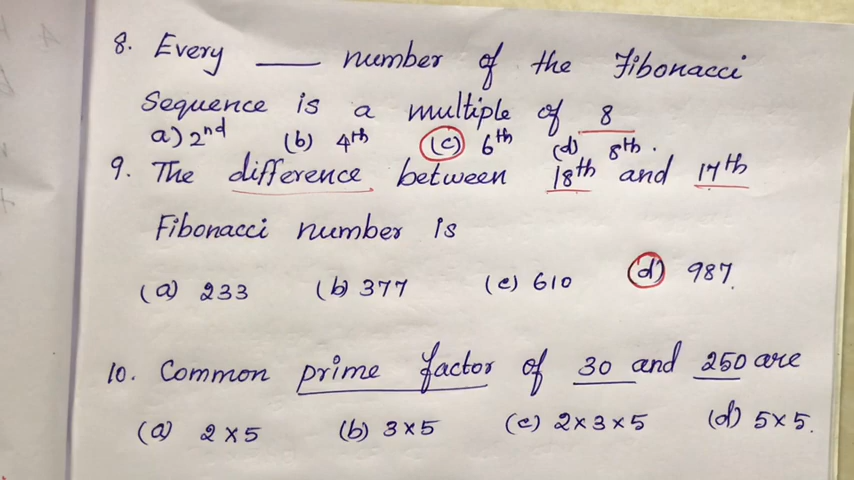 8. Every ___ number of the Fibonacci
Sequence is a multiple of 8
a) 2nd (b) 4th (c) 6th (d) 8th.
9. The difference between 18th and 17th
Fibonacci number is
(a) 233 (b) 377 (c) 610 (d) 987.
10. Common prime factor of 30 and 250 are
(a) 2×5 (b) 3×5 (c) 2×3×5 (d) 5×5.